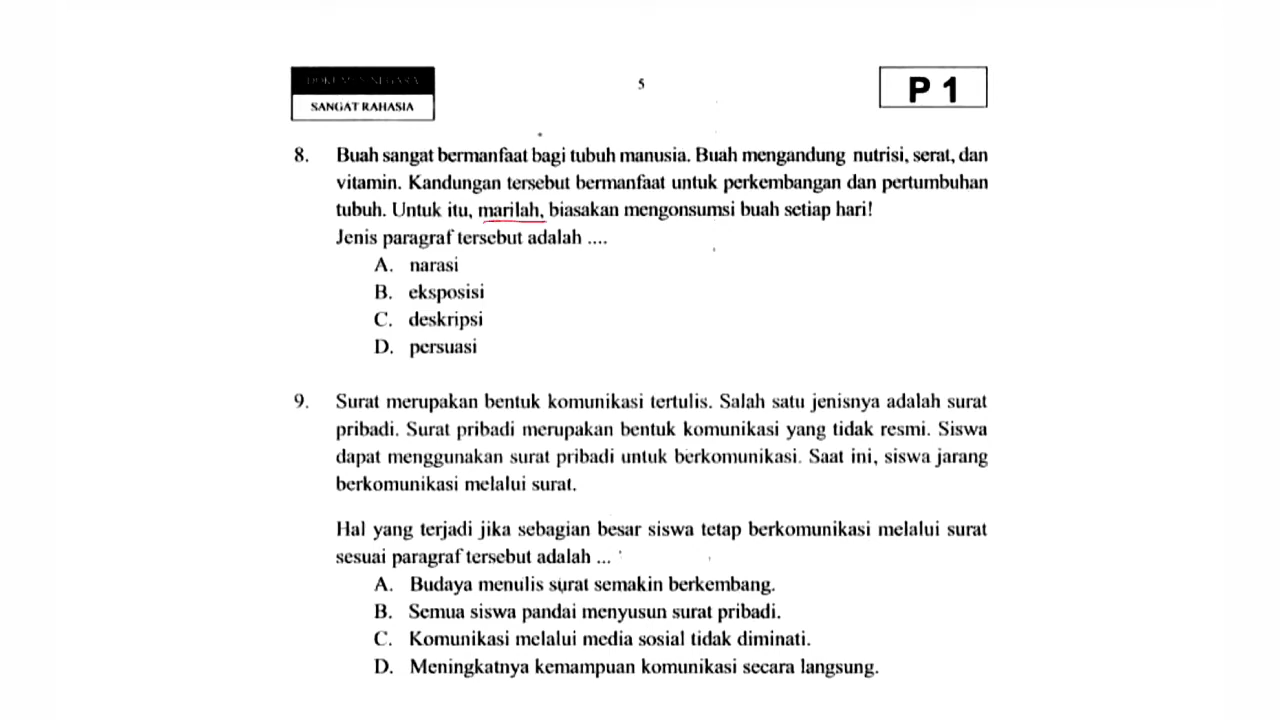 DOKUMEN NEGARA
SANGAT RAHASIA
5
P 1
8. Buah sangat bermanfaat bagi tubuh manusia. Buah mengandung nutrisi, serat, dan
vitamin. Kandungan tersebut bermanfaat untuk perkembangan dan pertumbuhan
tubuh. Untuk itu, marilah, biasakan mengonsumsi buah setiap hari!
Jenis paragraf tersebut adalah ....
A. narasi
B. eksposisi
C. deskripsi
D. persuasi
9. Surat merupakan bentuk komunikasi tertulis. Salah satu jenisnya adalah surat
pribadi. Surat pribadi merupakan bentuk komunikasi yang tidak resmi. Siswa
dapat menggunakan surat pribadi untuk berkomunikasi. Saat ini, siswa jarang
berkomunikasi melalui surat.
Hal yang terjadi jika sebagian besar siswa tetap berkomunikasi melalui surat
sesuai paragraf tersebut adalah ...
A. Budaya menulis surat semakin berkembang.
B. Semua siswa pandai menyusun surat pribadi.
C. Komunikasi melalui media sosial tidak diminati.
D. Meningkatnya kemampuan komunikasi secara langsung.